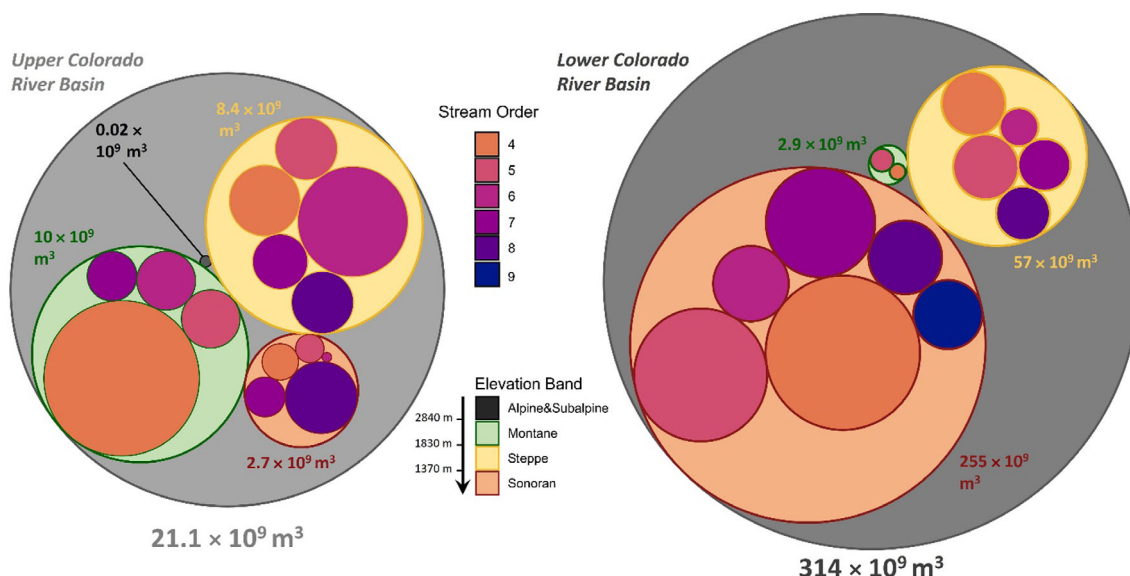 Upper Colorado
River Basin
8.4 × 10⁹
m³
0.02 ×
10⁹ m³
10 × 10⁹
m³
2.7 × 10⁹ m³
21.1 × 10⁹ m³
Stream Order
4
5
6
7
8
9
Elevation Band
Alpine&Subalpine
2840 m
Montane
1830 m
Steppe
1370 m
Sonoran
Lower Colorado
River Basin
2.9 × 10⁹ m³
57 × 10⁹ m³
255 × 10⁹
m³
314 × 10⁹ m³